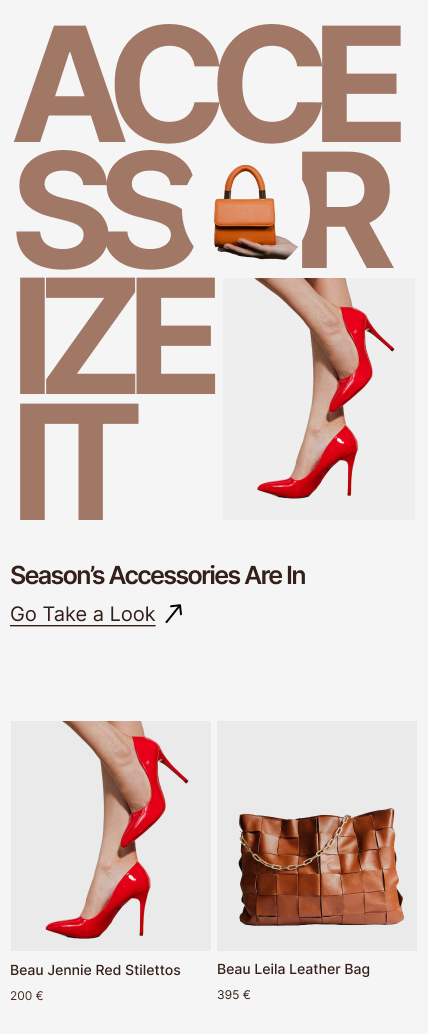 ACCE
SS R
IZE
IT
Season's Accessories Are In
Go Take a Look
Beau Jennie Red Stilettos
200 €
Beau Leila Leather Bag
395 €